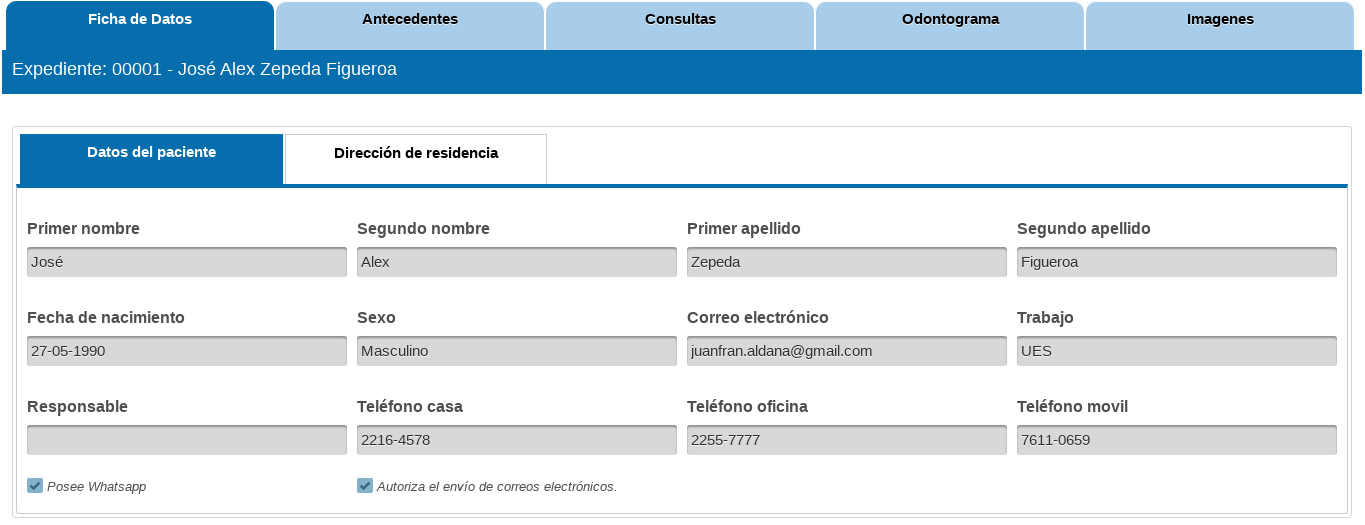 Ficha de Datos Antecedentes Consultas Odontograma Imagenes
Expediente: 00001 - José Alex Zepeda Figueroa
Datos del paciente Dirección de residencia
Primer nombre Segundo nombre Primer apellido Segundo apellido
José Alex Zepeda Figueroa
Fecha de nacimiento Sexo Correo electrónico Trabajo
27-05-1990 Masculino juanfran.aldana@gmail.com UES
Responsable Teléfono casa Teléfono oficina Teléfono movil
2216-4578 2255-7777 7611-0659
Posee Whatsapp Autoriza el envío de correos electrónicos.